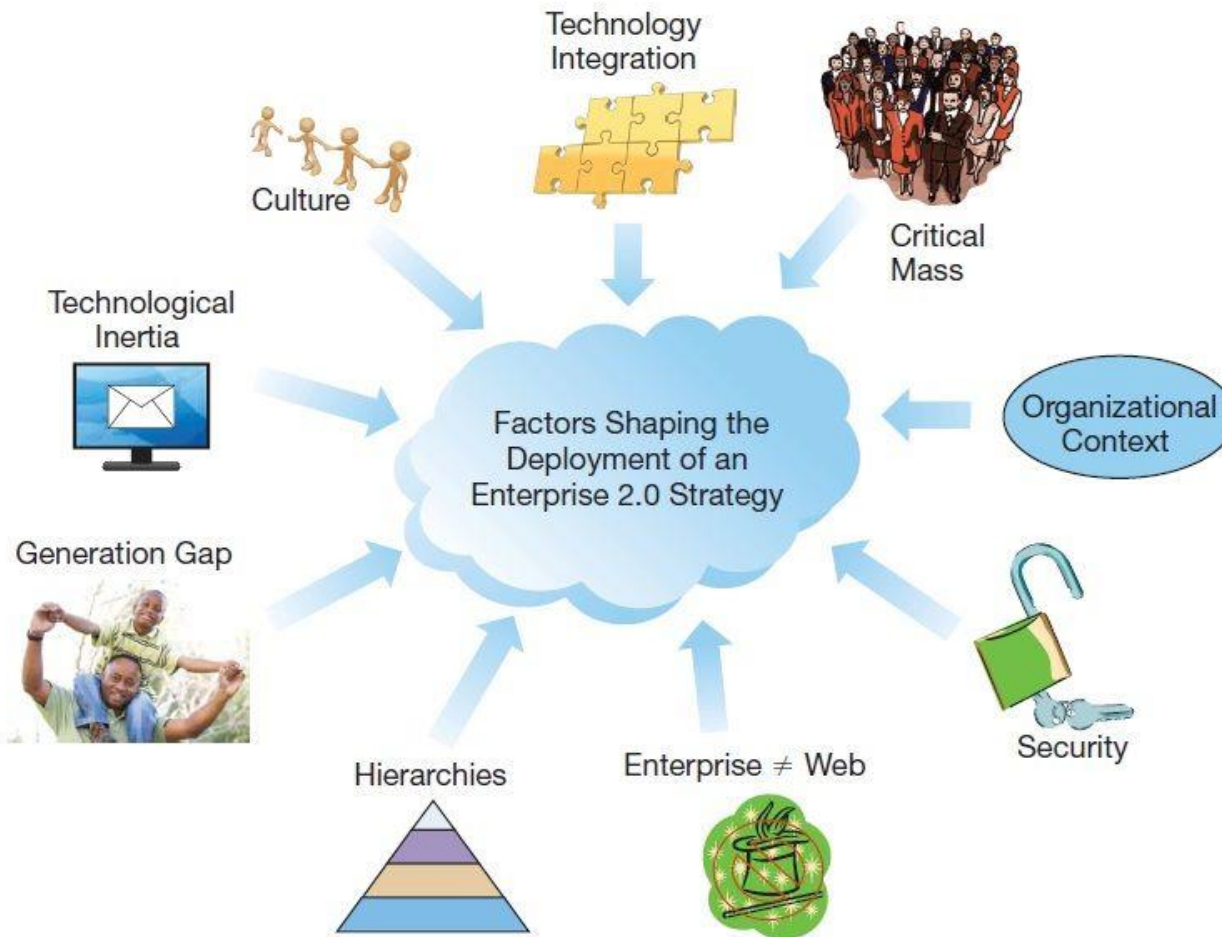 Technology
Integration
Culture
Critical
Mass
Technological
Inertia
Organizational
Context
Factors Shaping the
Deployment of an
Enterprise 2.0 Strategy
Generation Gap
Security
Hierarchies
Enterprise ≠ Web